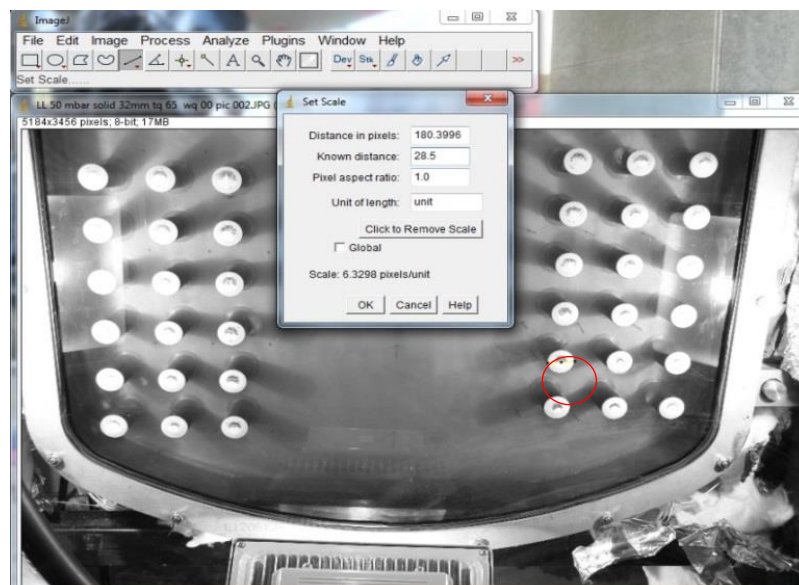 ImageJ
File Edit Image Process Analyze Plugins Window Help
A Dev Stk >>
Set Scale......
LL 50 mbar solid 32mm tq 65 wq 00 pic 002.JPG (
5184x3456 pixels; 8-bit; 17MB
Set Scale
Distance in pixels: 180.3996
Known distance: 28.5
Pixel aspect ratio: 1.0
Unit of length: unit
Click to Remove Scale
Global
Scale: 6.3298 pixels/unit
OK Cancel Help